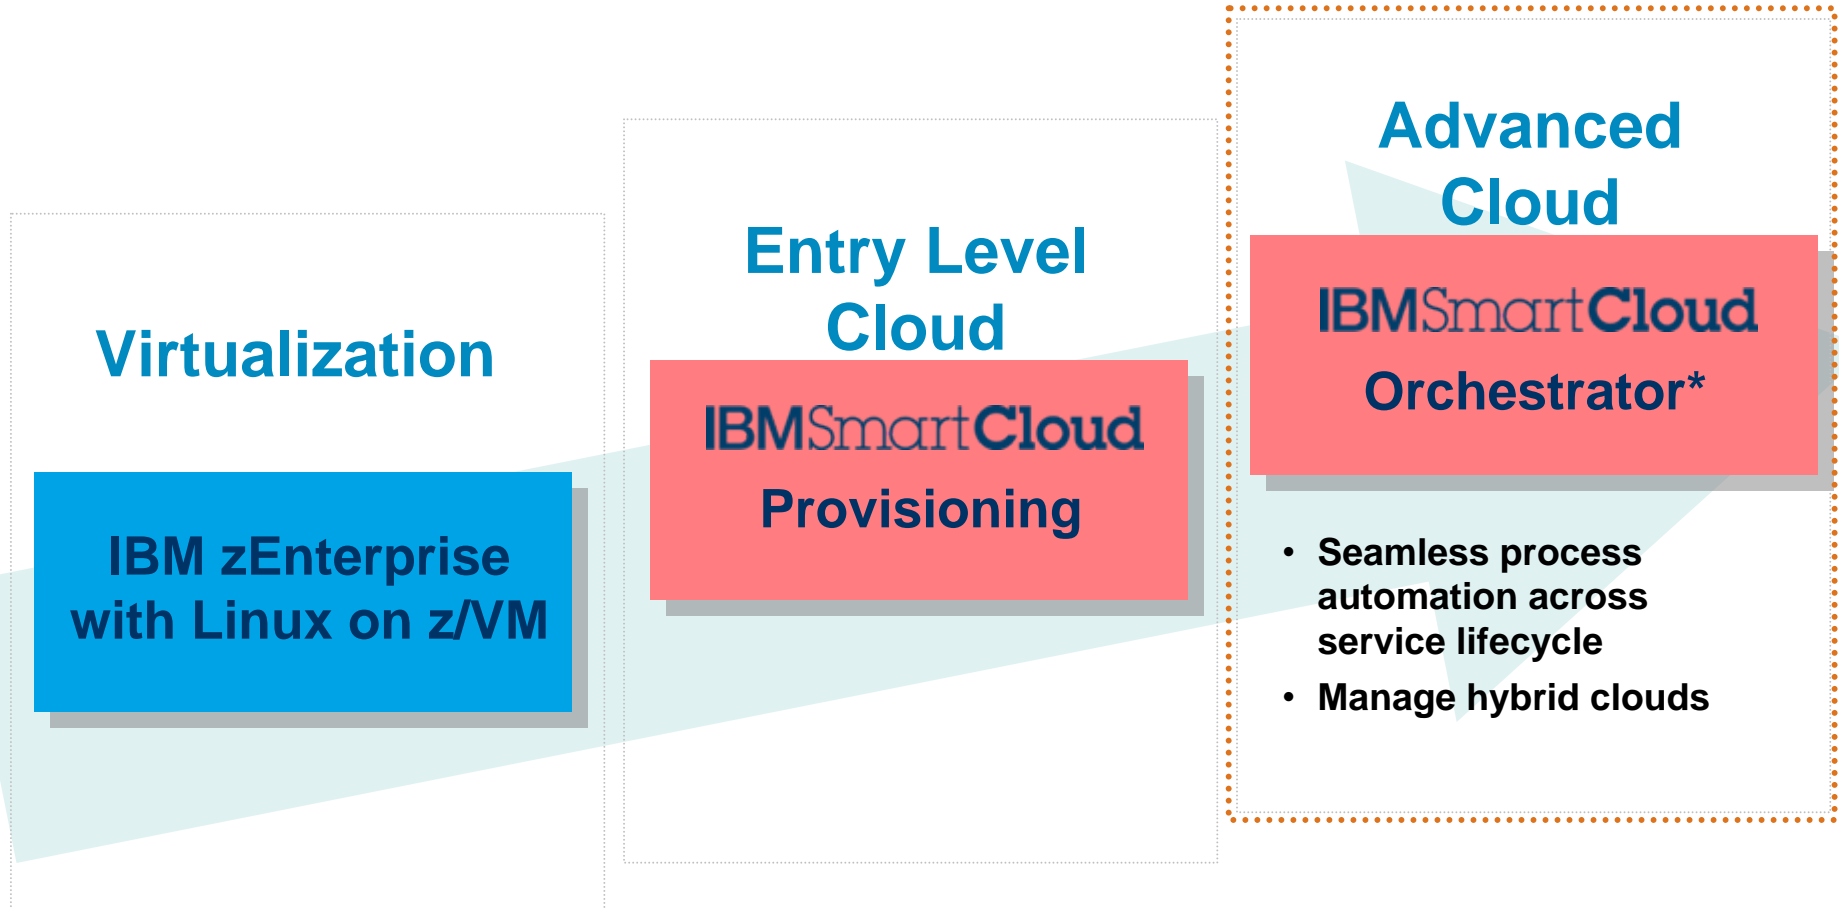 Virtualization
IBM zEnterprise
with Linux on z/VM
Entry Level
Cloud
IBMSmartCloud
Provisioning
Advanced
Cloud
IBMSmartCloud
Orchestrator*
• Seamless process
automation across
service lifecycle
• Manage hybrid clouds